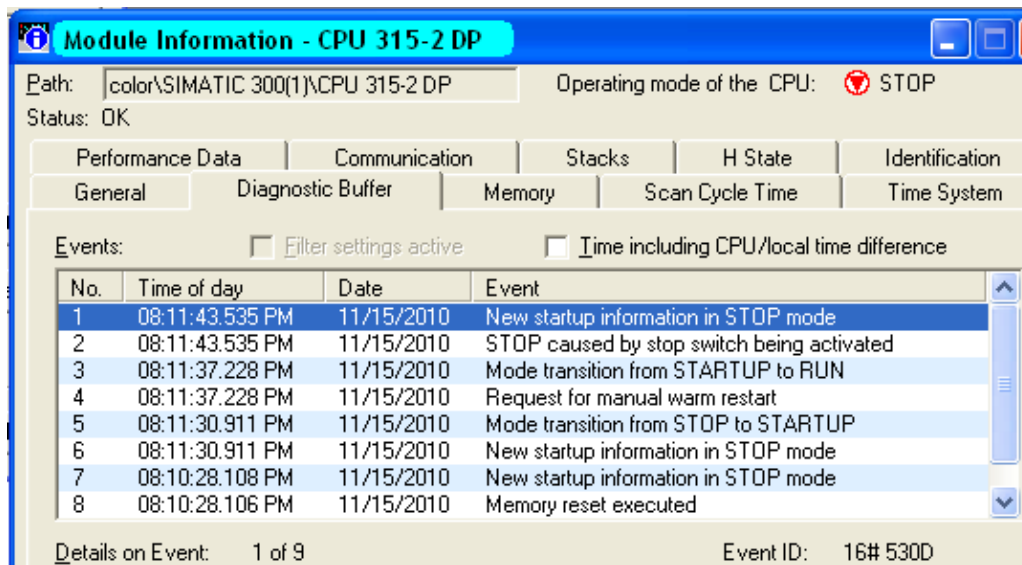 Module Information - CPU 315-2 DP
Path: color\SIMATIC 300(1)\CPU 315-2 DP Operating mode of the CPU: STOP
Status: OK
Performance Data Communication Stacks H State Identification
General Diagnostic Buffer Memory Scan Cycle Time Time System
Events: Filter settings active Time including CPU/local time difference
No. Time of day Date Event
1 08:11:43.535 PM 11/15/2010 New startup information in STOP mode
2 08:11:43.535 PM 11/15/2010 STOP caused by stop switch being activated
3 08:11:37.228 PM 11/15/2010 Mode transition from STARTUP to RUN
4 08:11:37.228 PM 11/15/2010 Request for manual warm restart
5 08:11:30.911 PM 11/15/2010 Mode transition from STOP to STARTUP
6 08:11:30.911 PM 11/15/2010 New startup information in STOP mode
7 08:10:28.108 PM 11/15/2010 New startup information in STOP mode
8 08:10:28.106 PM 11/15/2010 Memory reset executed
Details on Event: 1 of 9 Event ID: 16# 530D